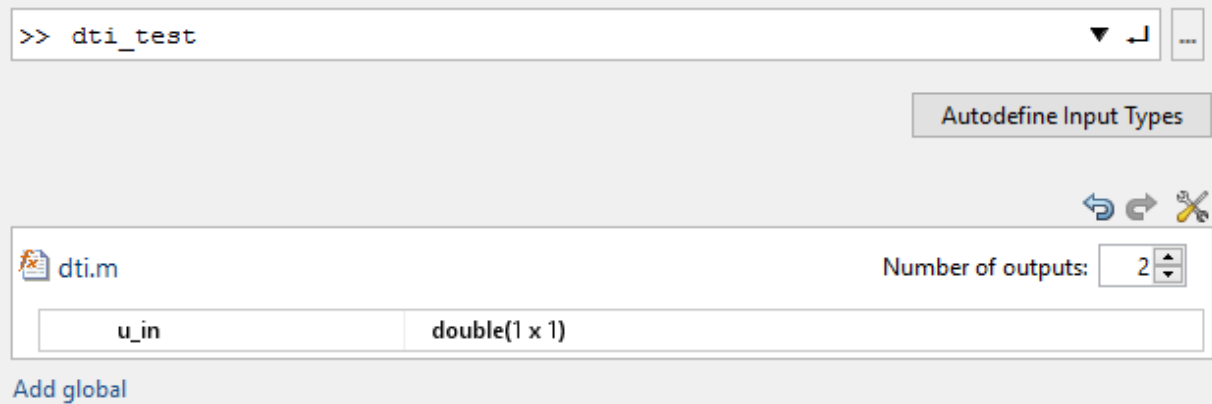 >> dti_test ...
Autodefine Input Types
dti.m Number of outputs: 2
u_in double(1 x 1)
Add global